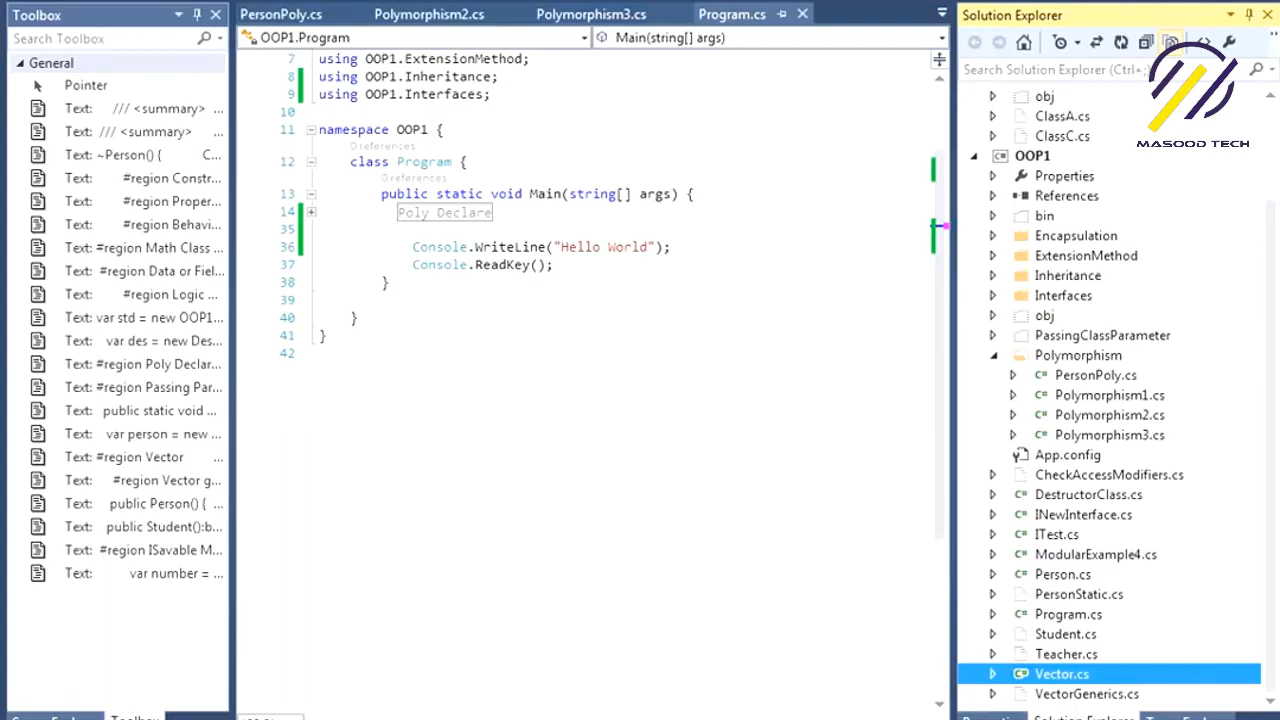 Toolbox
Search Toolbox
General
Pointer
Text: /// <summary> ...
Text: /// <summary> ...
Text: ~Person() { C...
Text: #region Constr...
Text: #region Proper...
Text: #region Behavi...
Text: #region Math Class ...
Text: #region Data or Fiel...
Text: #region Logic ...
Text: var std = new OOP1...
Text: var des = new Des...
Text: #region Poly Declar...
Text: #region Passing Par...
Text: public static void ...
Text: var person = new ...
Text: #region Vector ...
Text: #region Vector g...
Text: public Person() { ...
Text: public Student():b...
Text: #region ISavable M...
Text: var number = ...
Toolbox
PersonPoly.cs Polymorphism2.cs Polymorphism3.cs Program.cs
OOP1.Program Main(string[] args)
7 using OOP1.ExtensionMethod;
8 using OOP1.Inheritance;
9 using OOP1.Interfaces;
10
11 namespace OOP1 {
0 references
12 class Program {
0 references
13 public static void Main(string[] args) {
14 Poly Declare
35
36 Console.WriteLine("Hello World");
37 Console.ReadKey();
38 }
39
40 }
41 }
42
Solution Explorer
Search Solution Explorer (Ctrl+;
MASOOD TECH
obj
ClassA.cs
ClassC.cs
OOP1
Properties
References
bin
Encapsulation
ExtensionMethod
Inheritance
Interfaces
obj
PassingClassParameter
Polymorphism
PersonPoly.cs
Polymorphism1.cs
Polymorphism2.cs
Polymorphism3.cs
App.config
CheckAccessModifiers.cs
DestructorClass.cs
INewInterface.cs
ITest.cs
ModularExample4.cs
Person.cs
PersonStatic.cs
Program.cs
Student.cs
Teacher.cs
Vector.cs
VectorGenerics.cs